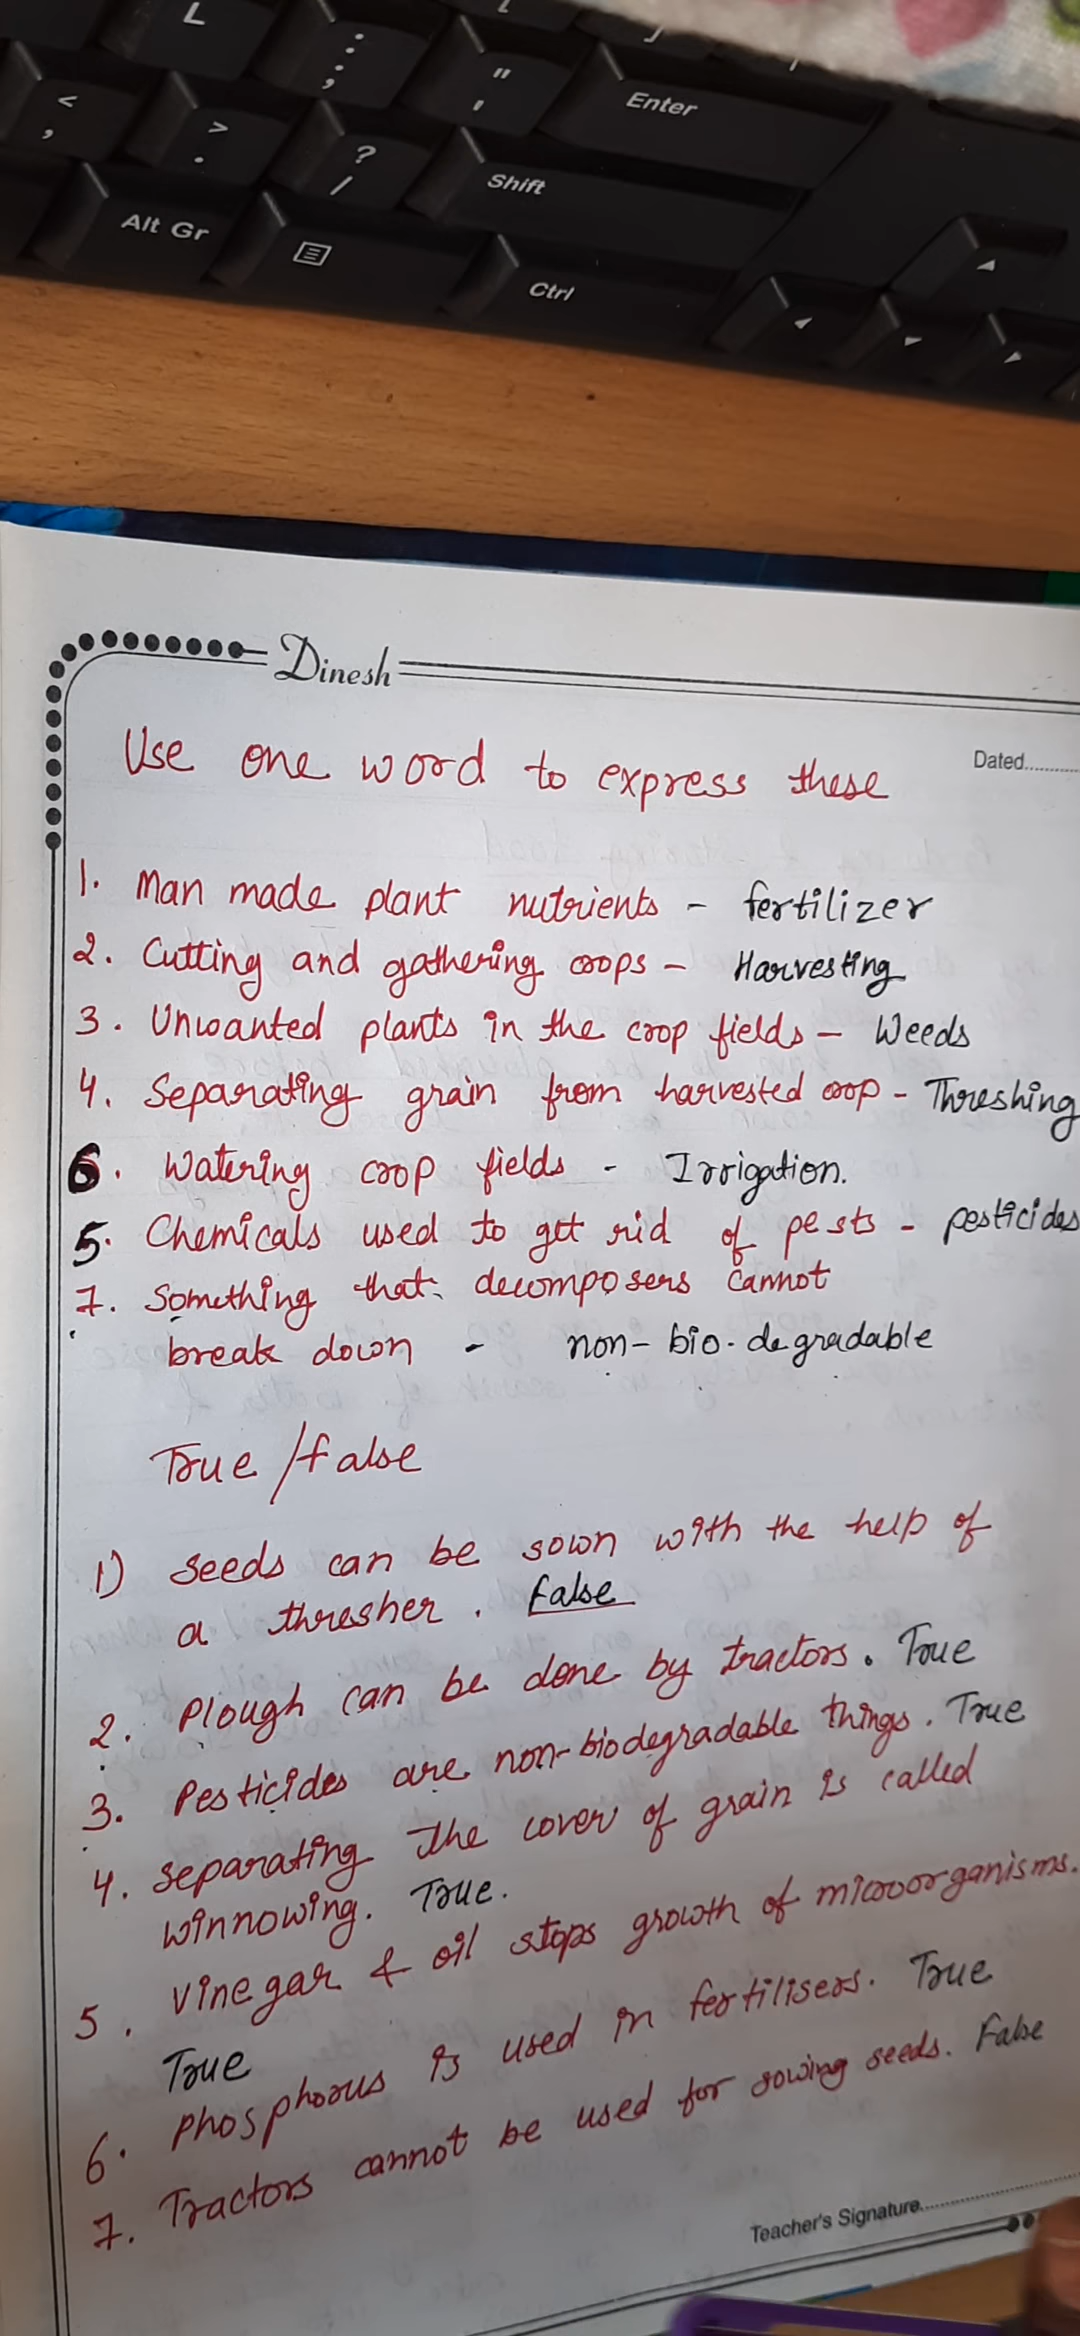 L
:
;
"
'
Enter
<
,
>
.
?
/
Shift
Alt Gr
Ctrl
Dinesh
Dated
Use one word to express these
1. Man made plant nutrients - fertilizer
2. Cutting and gathering crops - Harvesting
3. Unwanted plants in the crop fields - Weeds
4. Separating grain from harvested crop - Threshing
6. Watering crop fields - Irrigation.
5. Chemicals used to get rid of pests - pesticides
7. Something that decomposers cannot
break down - non-bio-degradable
True/false
1) Seeds can be sown with the help of
a thresher. false
2. Plough can be done by tractors. True
3. Pesticides are non-biodegradable things. True
4. Separating the cover of grain is called
winnowing. True.
5. Vinegar & oil stops growth of microorganisms.
True
6. Phosphorus is used in fertilisers. True
7. Tractors cannot be used for sowing seeds. False
Teacher's Signature